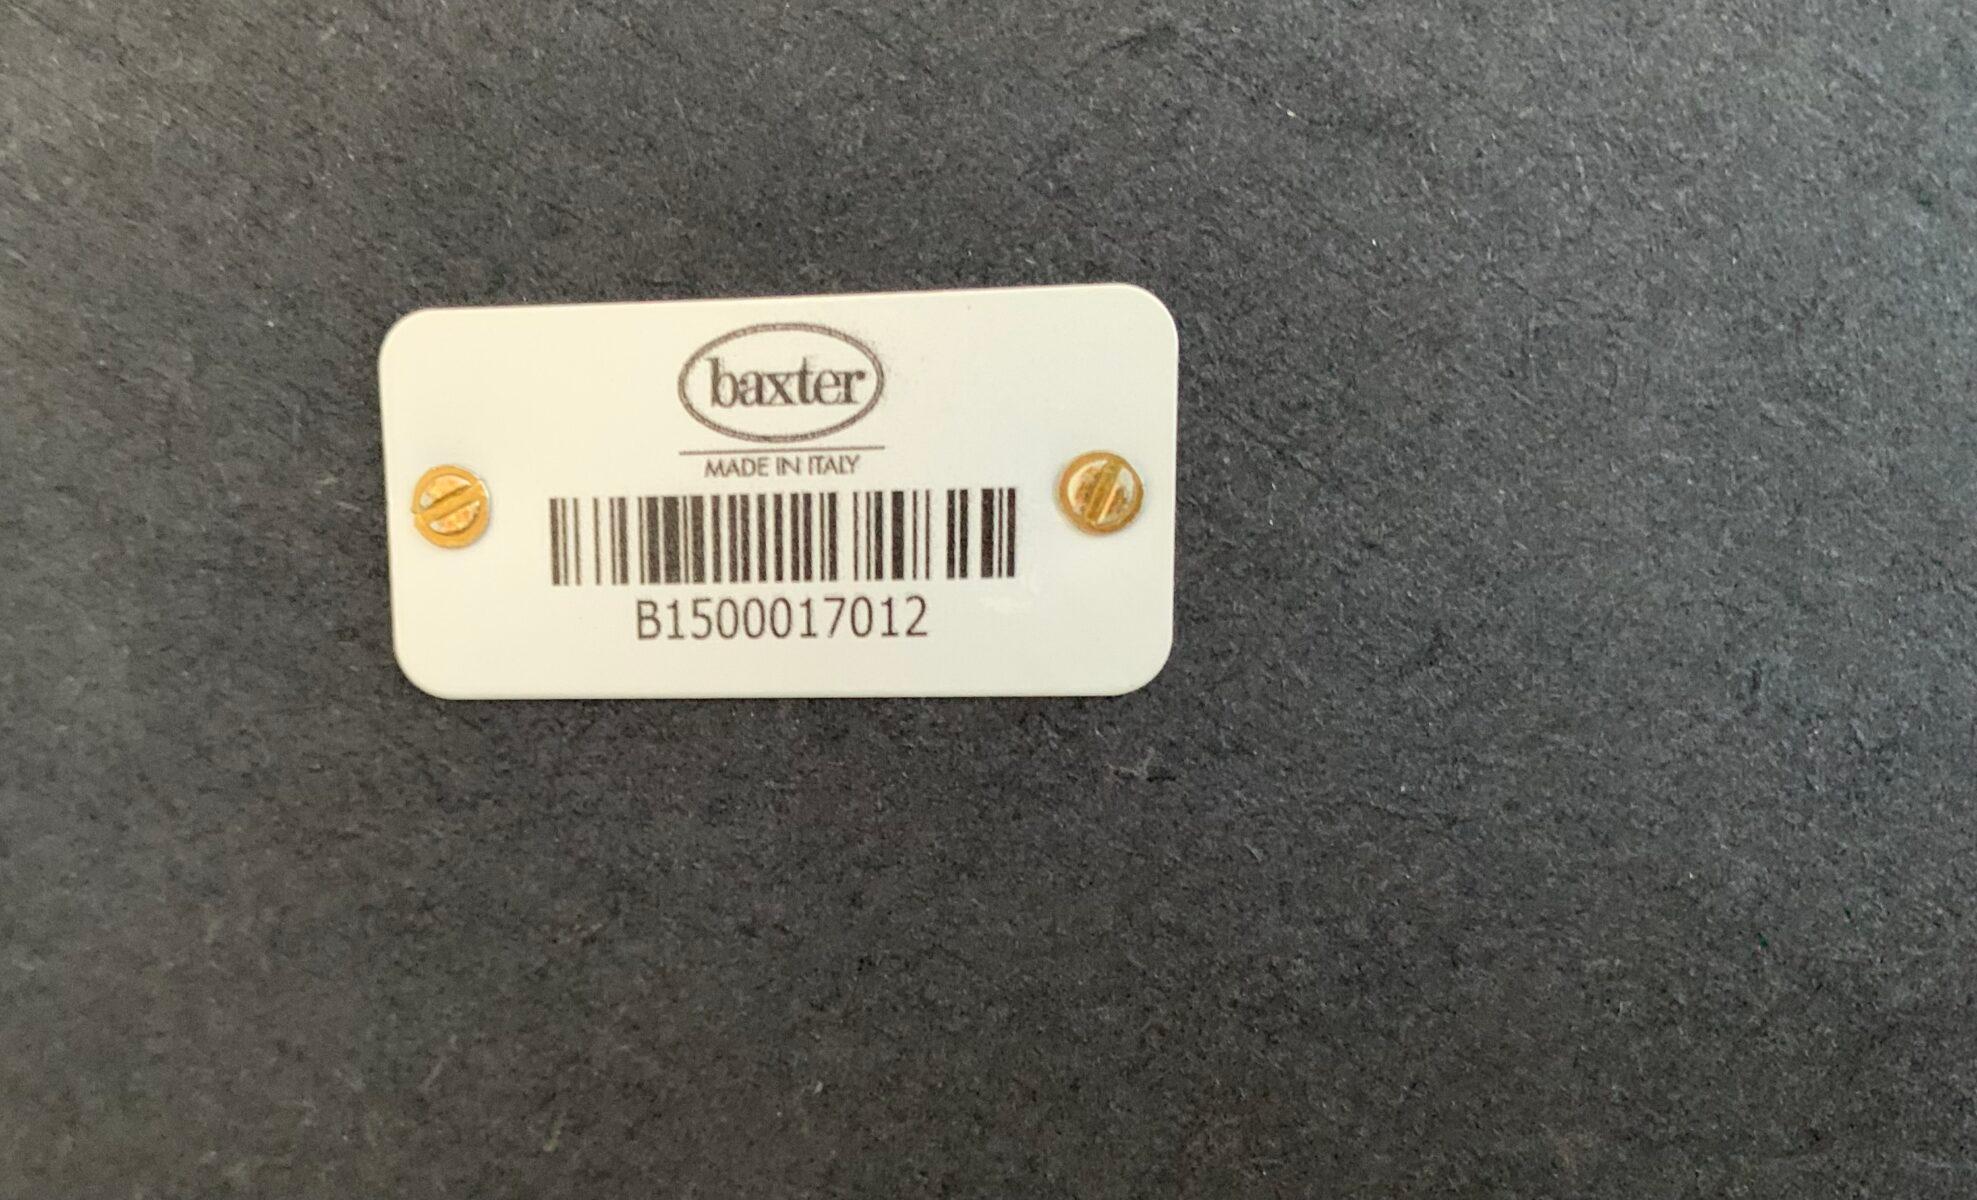 baxter
MADE IN ITALY
B1500017012